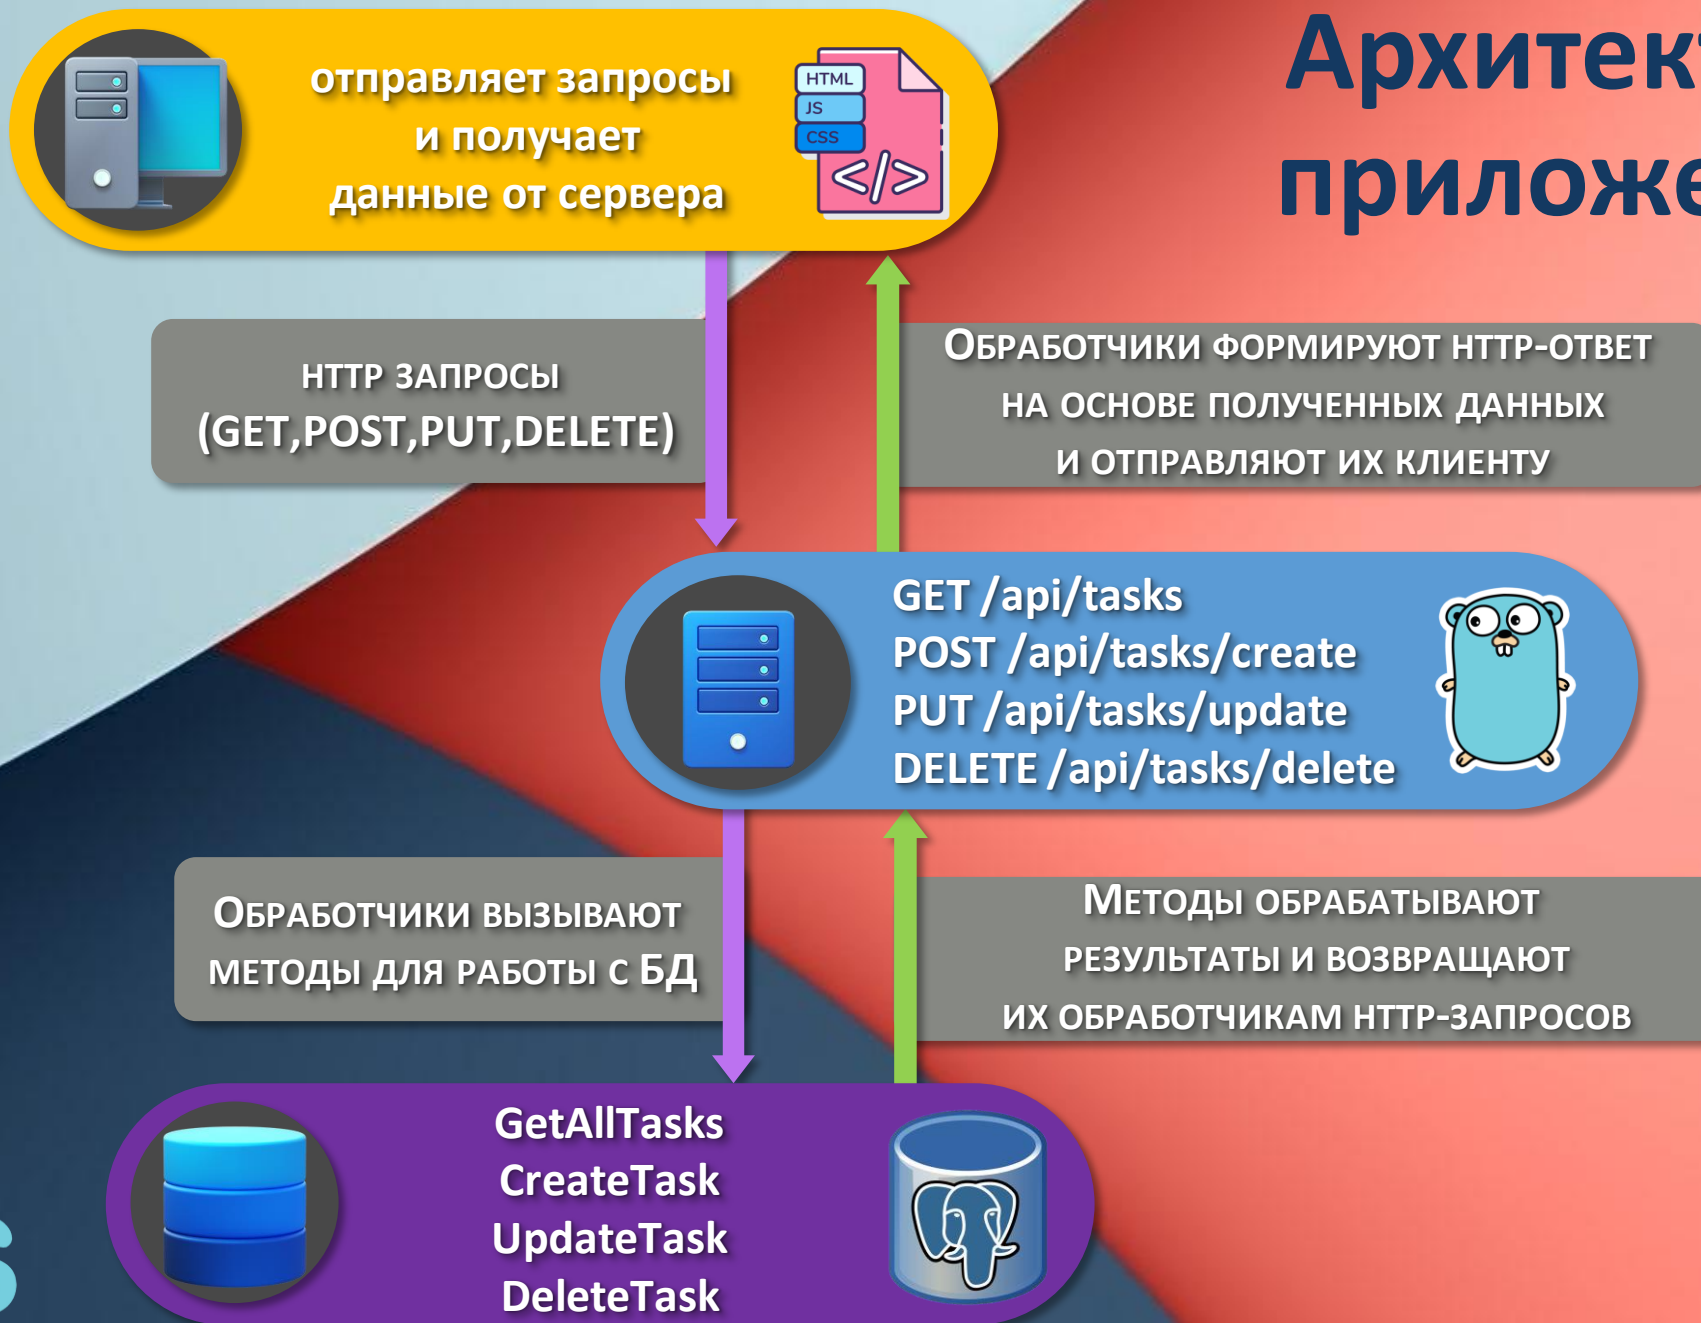 Архитек
приложе
отправляет запросы
и получает
данные от сервера
HTML
JS
CSS
</>
HTTP ЗАПРОСЫ
(GET,POST,PUT,DELETE)
ОБРАБОТЧИКИ ФОРМИРУЮТ HTTP-ОТВЕТ
НА ОСНОВЕ ПОЛУЧЕННЫХ ДАННЫХ
И ОТПРАВЛЯЮТ ИХ КЛИЕНТУ
GET /api/tasks
POST /api/tasks/create
PUT /api/tasks/update
DELETE /api/tasks/delete
ОБРАБОТЧИКИ ВЫЗЫВАЮТ
МЕТОДЫ ДЛЯ РАБОТЫ С БД
МЕТОДЫ ОБРАБАТЫВАЮТ
РЕЗУЛЬТАТЫ И ВОЗВРАЩАЮТ
ИХ ОБРАБОТЧИКАМ HTTP-ЗАПРОСОВ
GetAllTasks
CreateTask
UpdateTask
DeleteTask